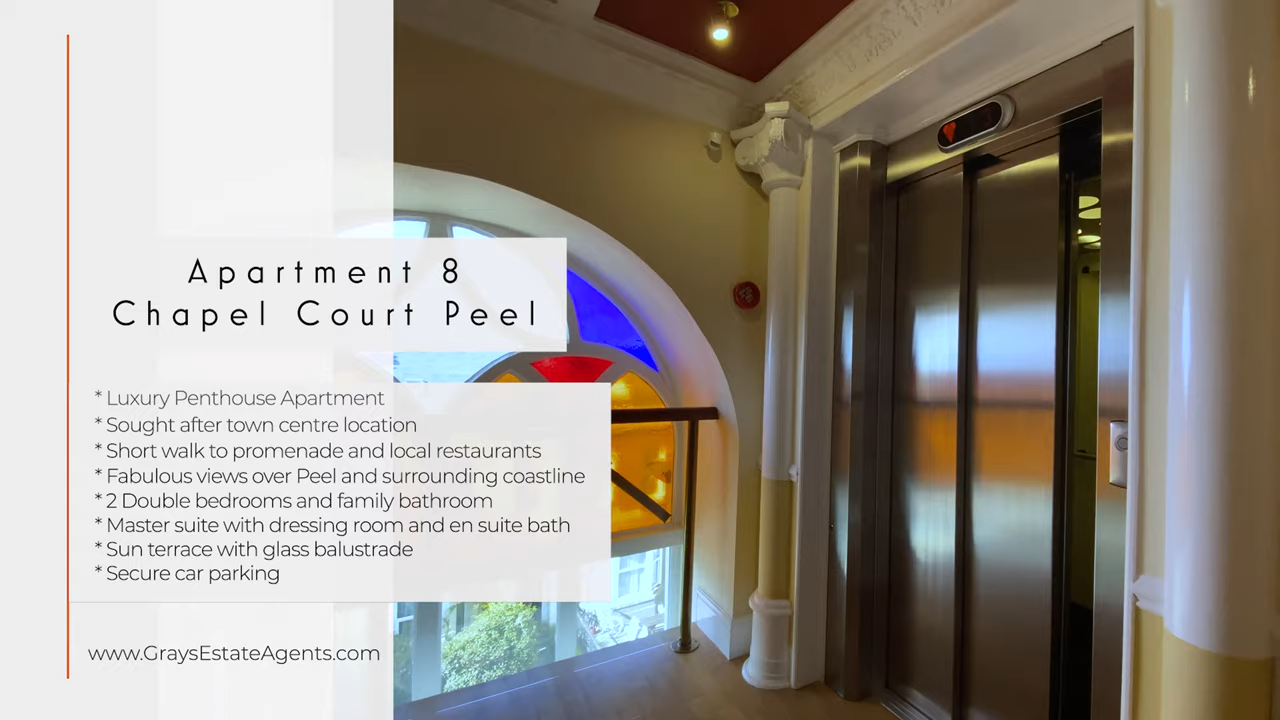 Apartment 8
Chapel Court Peel
* Luxury Penthouse Apartment
* Sought after town centre location
* Short walk to promenade and local restaurants
* Fabulous views over Peel and surrounding coastline
* 2 Double bedrooms and family bathroom
* Master suite with dressing room and en suite bath
* Sun terrace with glass balustrade
* Secure car parking
www.GraysEstateAgents.com